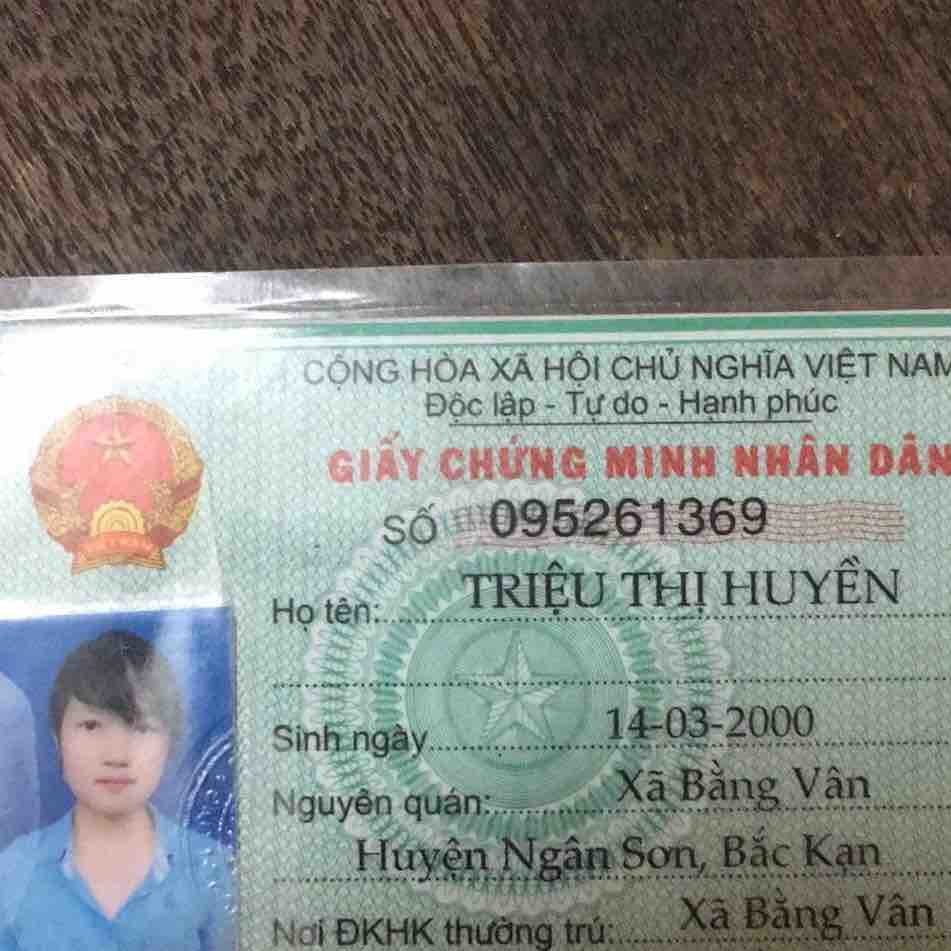 CỘNG HÒA XÃ HỘI CHỦ NGHĨA VIỆT NAM
Độc lập - Tự do - Hạnh phúc
GIẤY CHỨNG MINH NHÂN DÂN
SỐ 095261369
Họ tên: TRIỆU THỊ HUYỀN
Sinh ngày 14-03-2000
Nguyên quán: Xã Bằng Vân
Huyện Ngân Sơn, Bắc Kạn
Nơi ĐKHK thường trú: Xã Bằng Vân